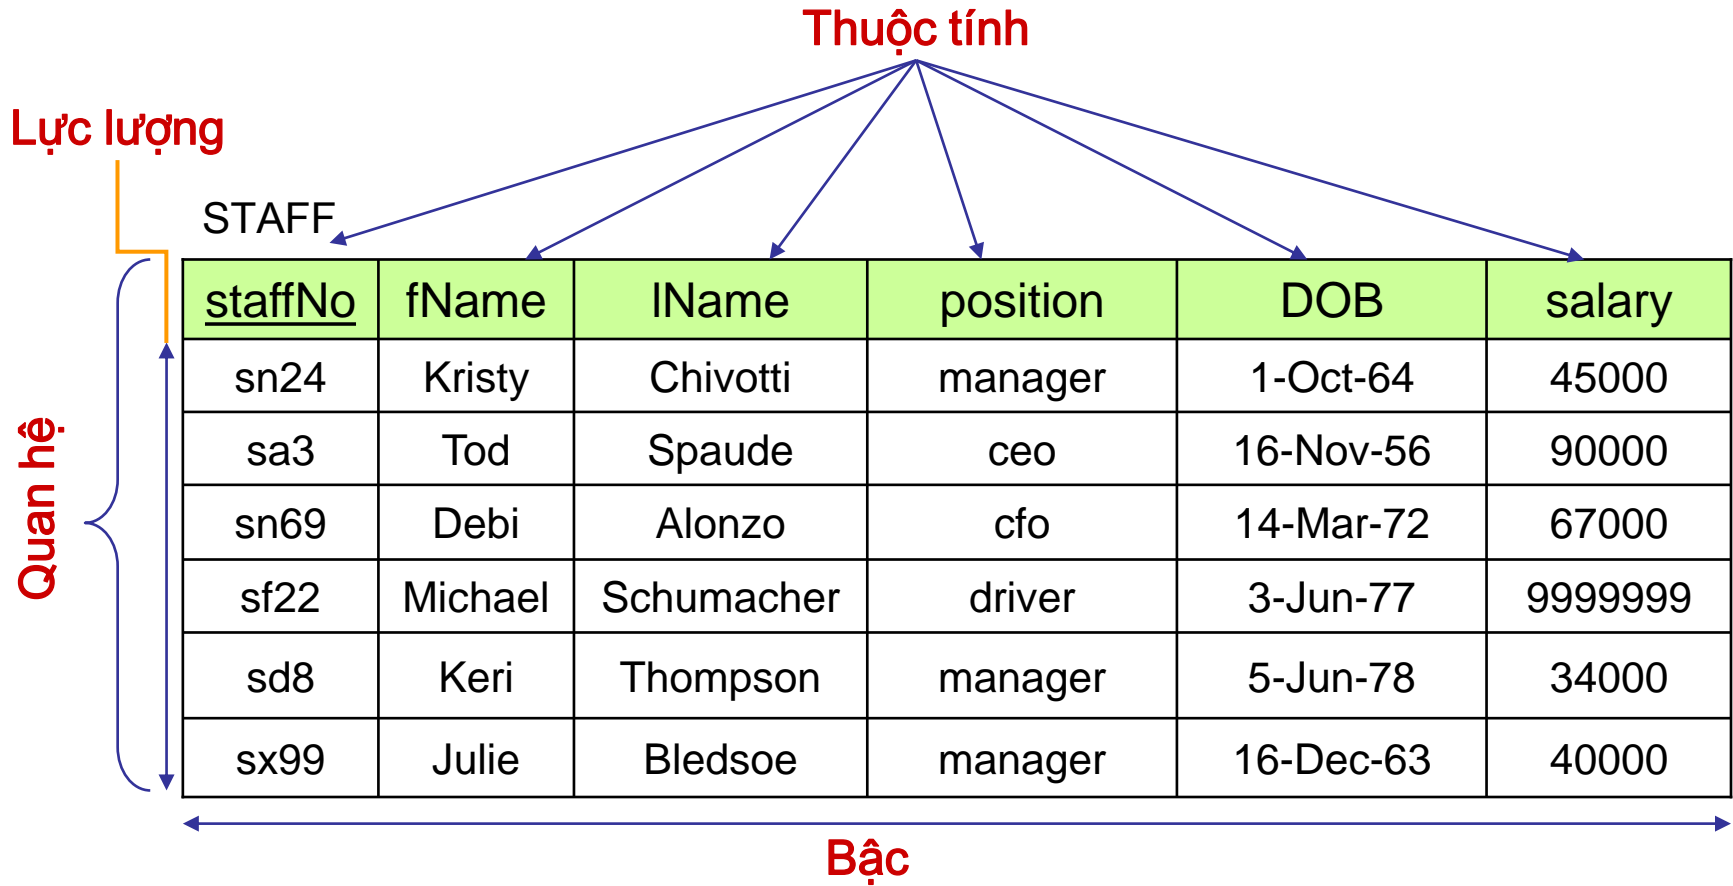 Thuộc tính
Lực lượng
STAFF
staffNo fName lName position DOB salary
sn24 Kristy Chivotti manager 1-Oct-64 45000
sa3 Tod Spaude ceo 16-Nov-56 90000
sn69 Debi Alonzo cfo 14-Mar-72 67000
sf22 Michael Schumacher driver 3-Jun-77 9999999
sd8 Keri Thompson manager 5-Jun-78 34000
sx99 Julie Bledsoe manager 16-Dec-63 40000
Quan hệ
Bậc